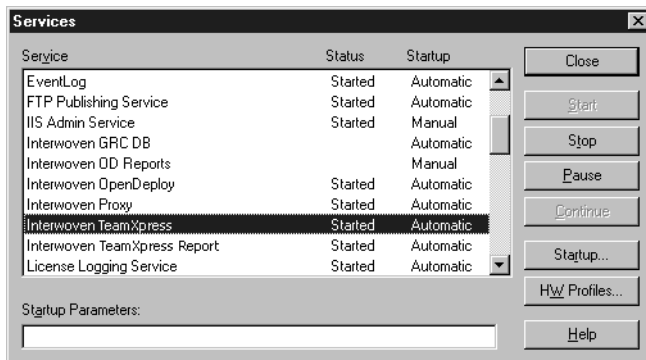 Services
Service Status Startup
EventLog Started Automatic
FTP Publishing Service Started Automatic
IIS Admin Service Started Manual
Interwoven GRC DB Automatic
Interwoven OD Reports Manual
Interwoven OpenDeploy Started Automatic
Interwoven Proxy Started Automatic
Interwoven TeamXpress Started Automatic
Interwoven TeamXpress Report Started Automatic
License Logging Service Started Automatic
Startup Parameters:
Close
Start
Stop
Pause
Continue
Startup...
HW Profiles...
Help